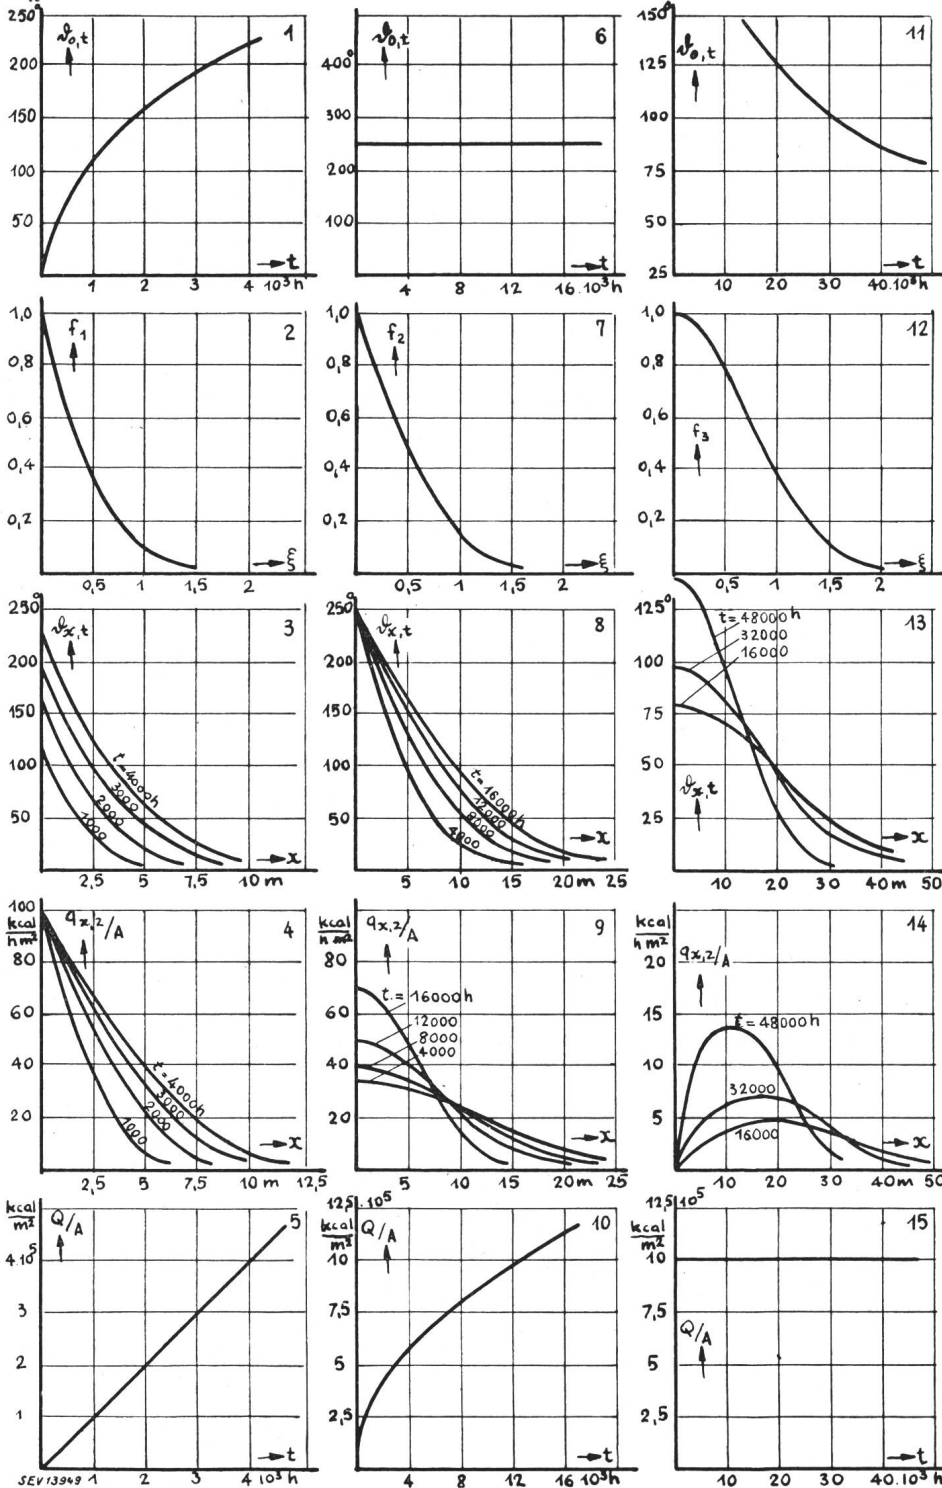 250° ϑ₀,ₜ 1
200
150
100
50
→ t
1 2 3 4 10³h
ϑ₀,ₜ 6
400°
300
200
100
→ t
4 8 12 16.10³h
150° ϑ₀,ₜ 11
125
100
75
50
25
→ t
10 20 30 40.10³h
1,0 f₁ 2
0,8
0,6
0,4
0,2
→ ξ
0,5 1 1,5 2
1,0 f₂ 7
0,8
0,6
0,4
0,2
→ ξ
0,5 1 1,5 2
1,0 12
0,8
0,6
f₃
0,4
0,2
→ ξ
0,5 1 1,5 2
250° ϑx,t 3
200
150
100
50
t=4000h
3000
2000
1000
→ x
2,5 5 7,5 10 m
250° ϑx,t 8
200
150
100
50
t=16000h
12000
8000
4000
→ x
5 10 15 20 m 25
125° 13
t=48000h
32000
16000
100
75
50
ϑx,t
25
→ x
10 20 30 40 m 50
100
kcal/hm² qx,2/A 4
80
60
40
20
t=4000h
3000
2000
1000
→ x
2,5 5 7,5 10 m 12,5
kcal/hm² qx,2/A 9
80
t.=16000h
60
12000
8000
4000
40
20
→ x
5 10 15 20 m 25
kcal/hm² qx,2/A 14
20
t=48000h
15
10
32000
16000
5
→ x
10 20 30 40 m 50
kcal/m² Q/A 5
4.10⁵
3
2
1
→ t
SEV13949 1 2 3 4 10³h
12,5.10⁵
kcal/m² Q/A 10
10
7,5
5
2,5
→ t
4 8 12 16 10³h
12,5 10⁵
kcal/m² 15
10
7,5
Q/A
5
2,5
→ t
10 20 30 40.10³h